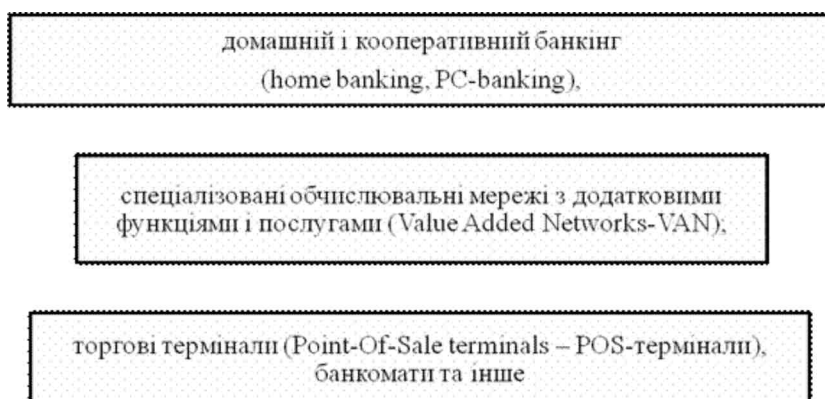 домашній і кооперативний банкінг
(home banking, PC-banking),
спеціалізовані обчислювальні мережі з додатковими
функціями і послугами (Value Added Networks-VAN);
торгові термінали (Point-Of-Sale terminals – POS-термінали),
банкомати та інше